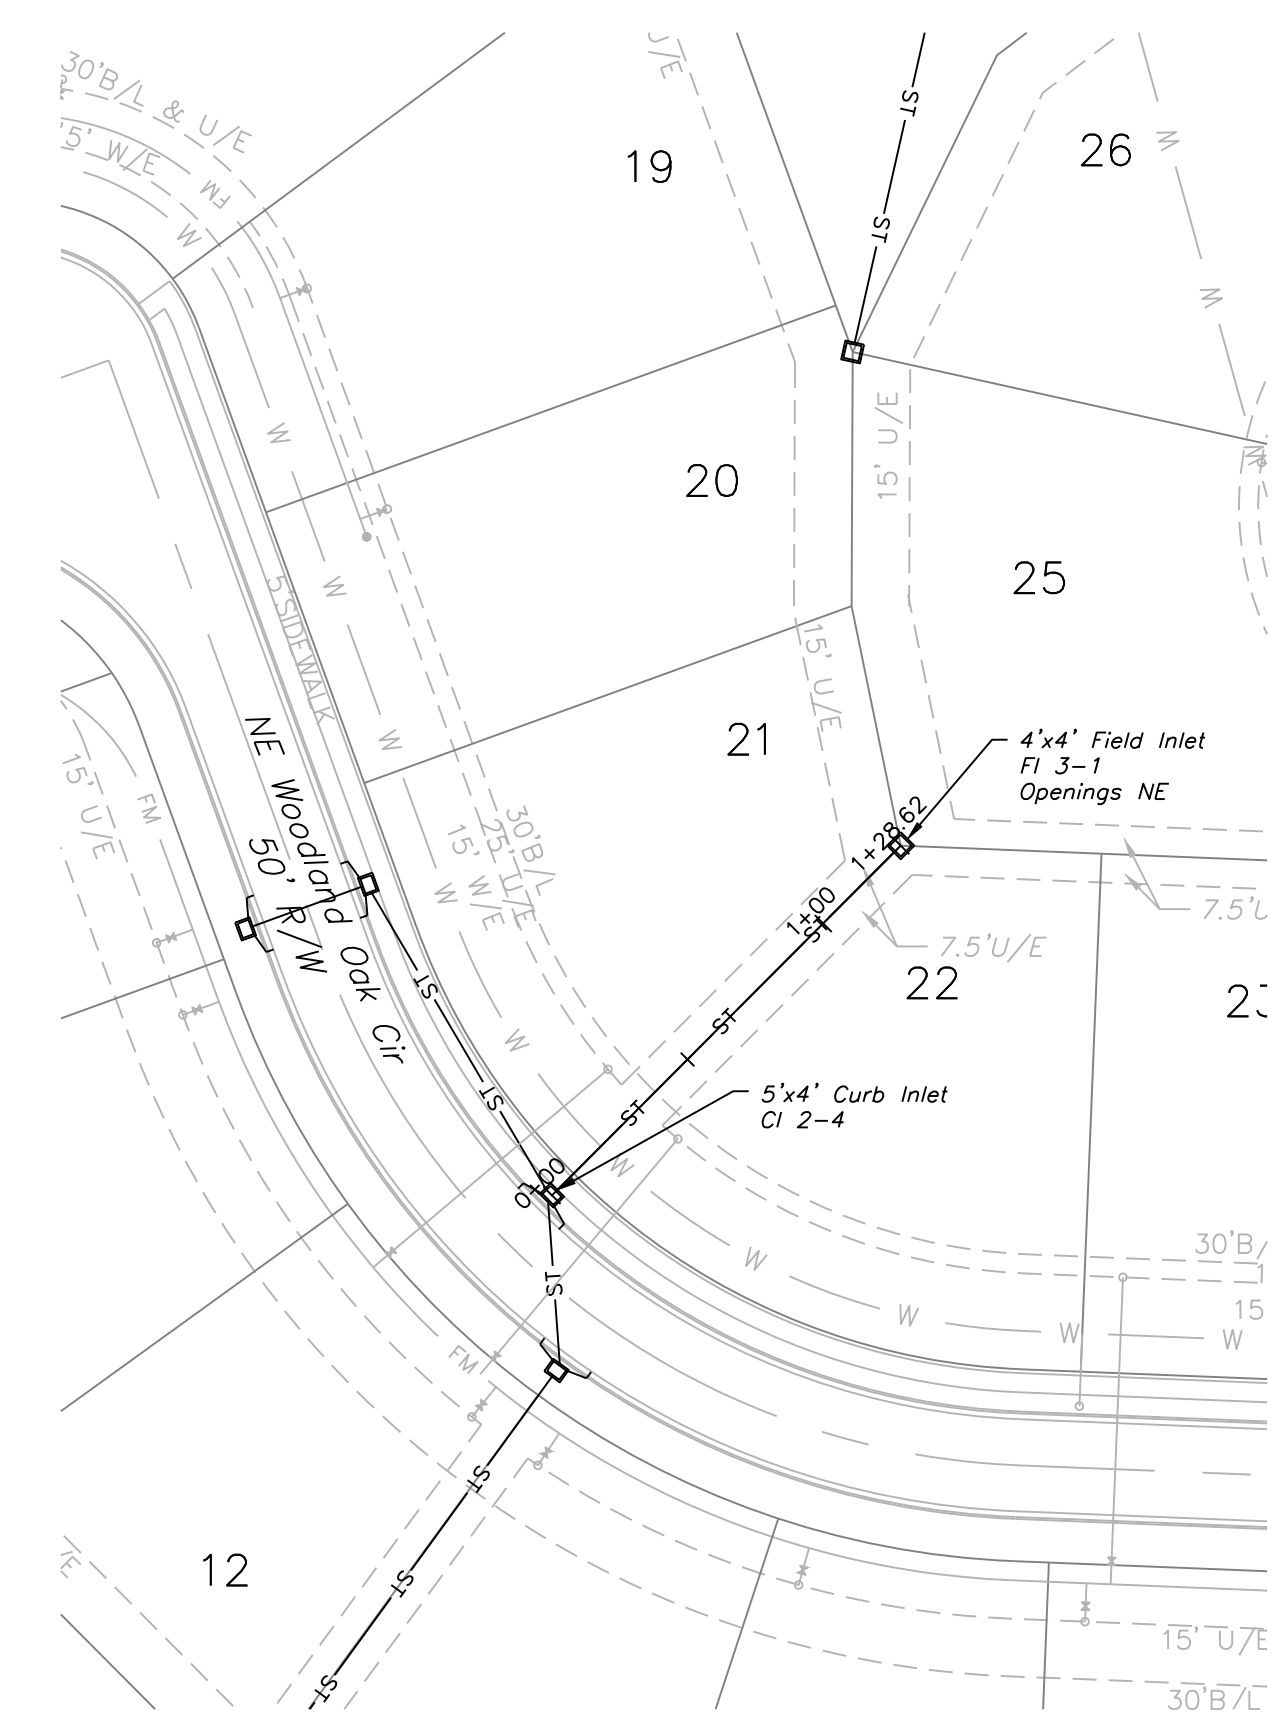 30'B/L & U/E
15' W/E
FM
W
U/E
ST
19
26
W
ST
W
W
20
15' U/E
25
W
5'SIDEWALK
15' U/E
21
W
4'x4' Field Inlet
FI 3-1
Openings NE
NE Woodland Oak Cir
50' R/W
15' U/E
FM
30'B/L
25' U/E
15' W/E
W
1+28.62
1+00
ST
7.5'U/E
7.5'U
22
23
ST
ST
W
ST
ST
5'x4' Curb Inlet
CI 2-4
0+00
W
W
30'B/
1
15
W
W
W
ST
FM
ST
12
ST
ST
/E
15' U/E
30'B/L